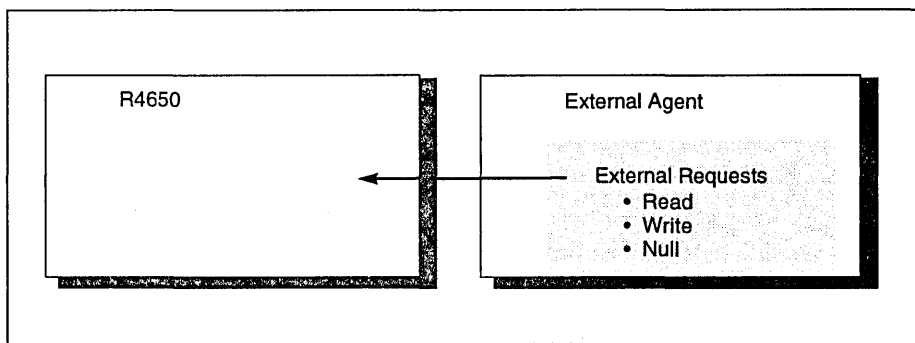 R4650
External Agent
External Requests
• Read
• Write
• Null